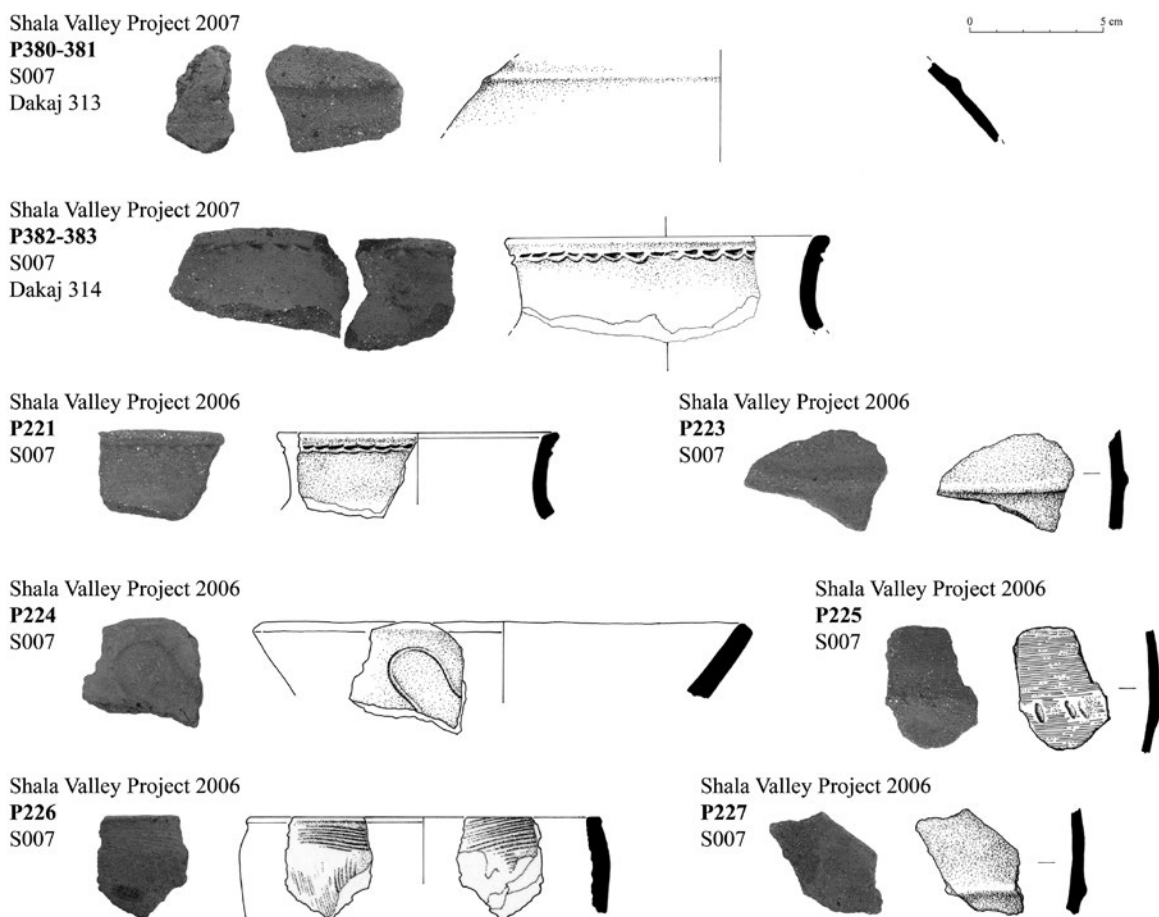 Shala Valley Project 2007
P380-381
S007
Dakaj 313
0 5 cm
Shala Valley Project 2007
P382-383
S007
Dakaj 314
Shala Valley Project 2006
P221
S007
Shala Valley Project 2006
P223
S007
Shala Valley Project 2006
P224
S007
Shala Valley Project 2006
P225
S007
Shala Valley Project 2006
P226
S007
Shala Valley Project 2006
P227
S007